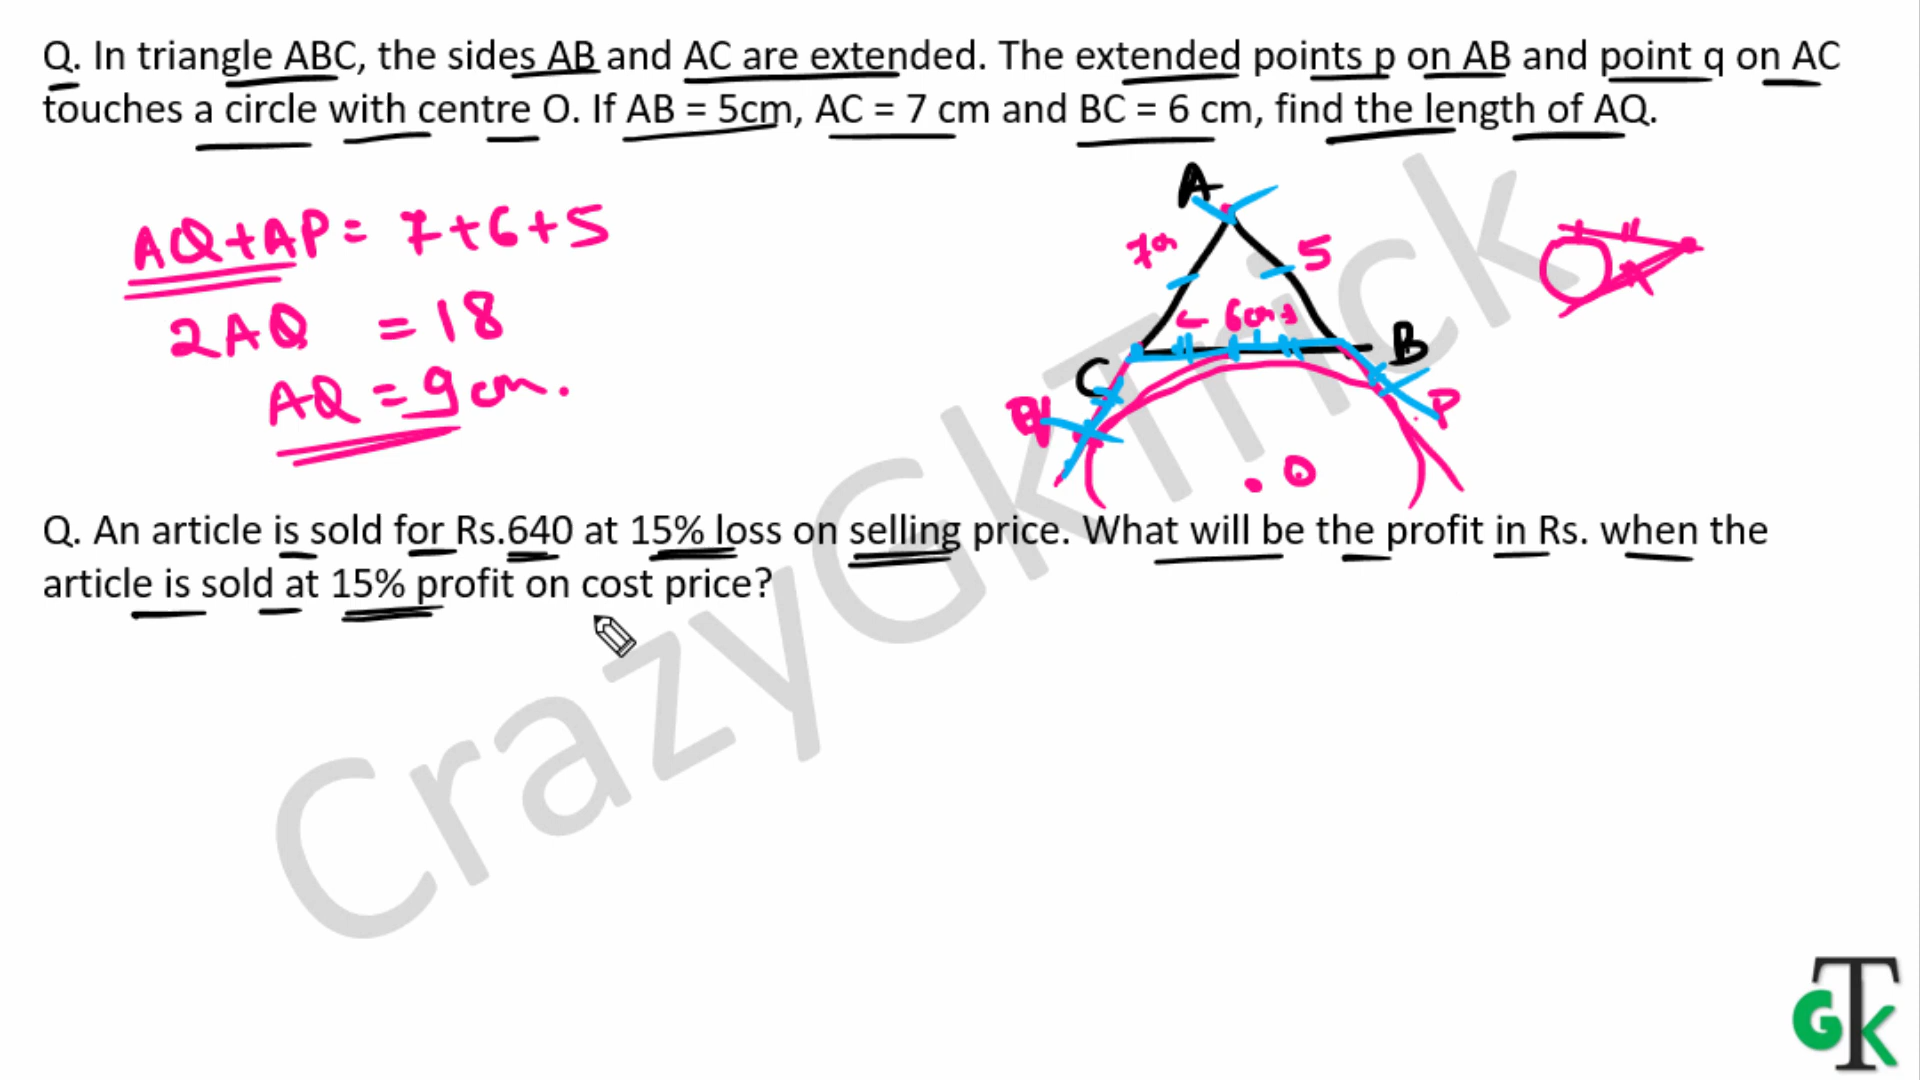 Q. In triangle ABC, the sides AB and AC are extended. The extended points p on AB and point q on AC
touches a circle with centre O. If AB = 5cm, AC = 7 cm and BC = 6 cm, find the length of AQ.
A
AQ+AP= 7+6+5
7cm
5
2AQ = 18
6cm
B
C
AQ = 9cm.
P
O
Q. An article is sold for Rs.640 at 15% loss on selling price. What will be the profit in Rs. when the
article is sold at 15% profit on cost price?
CrazyGkTrick
GTK